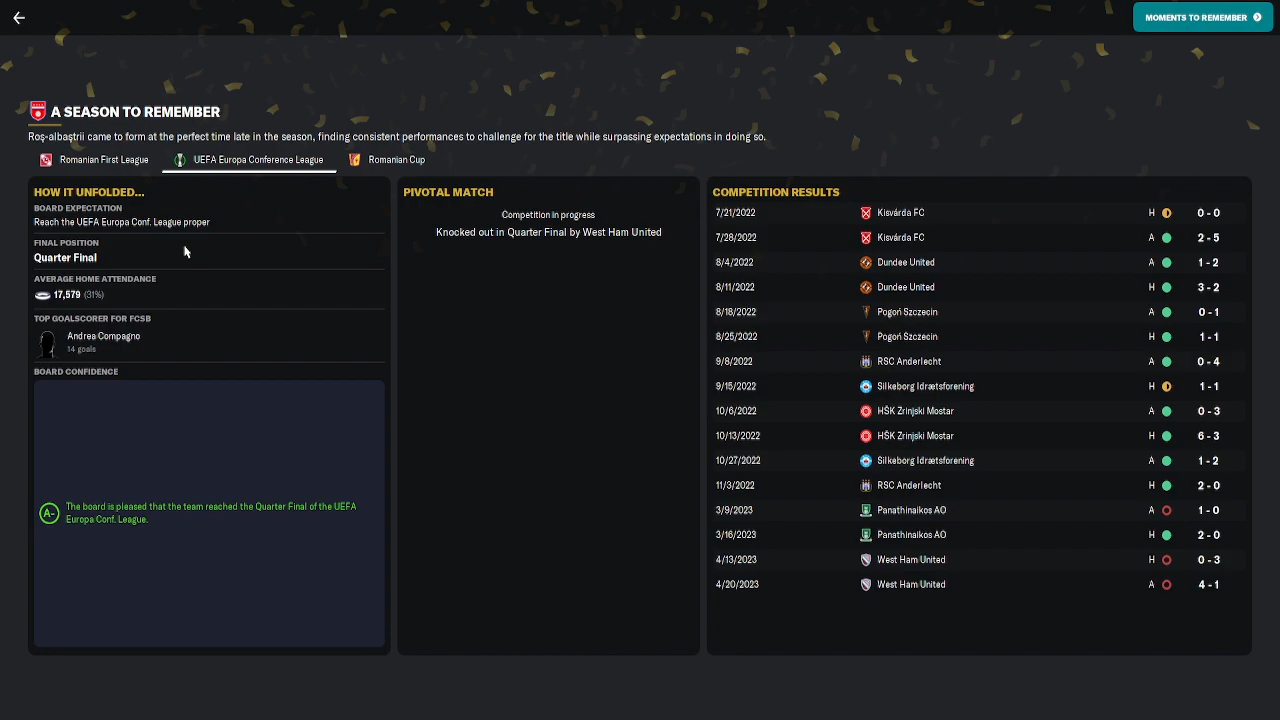 MOMENTS TO REMEMBER
A SEASON TO REMEMBER
Roș-albaștrii came to form at the perfect time late in the season, finding consistent performances to challenge for the title while surpassing expectations in doing so.
Romanian First League UEFA Europa Conference League Romanian Cup
HOW IT UNFOLDED...
BOARD EXPECTATION
Reach the UEFA Europa Conf. League proper
FINAL POSITION
Quarter Final
AVERAGE HOME ATTENDANCE
17,579 (31%)
TOP GOALSCORER FOR FCSB
Andrea Compagno
14 goals
BOARD CONFIDENCE
A- The board is pleased that the team reached the Quarter Final of the UEFA
Europa Conf. League.
PIVOTAL MATCH
Competition in progress
Knocked out in Quarter Final by West Ham United
COMPETITION RESULTS
7/21/2022 Kisvárda FC H 0 - 0
7/28/2022 Kisvárda FC A 2 - 5
8/4/2022 Dundee United A 1 - 2
8/11/2022 Dundee United H 3 - 2
8/18/2022 Pogoń Szczecin A 0 - 1
8/25/2022 Pogoń Szczecin H 1 - 1
9/8/2022 RSC Anderlecht A 0 - 4
9/15/2022 Silkeborg Idrætsforening H 1 - 1
10/6/2022 HŠK Zrinjski Mostar A 0 - 3
10/13/2022 HŠK Zrinjski Mostar H 6 - 3
10/27/2022 Silkeborg Idrætsforening A 1 - 2
11/3/2022 RSC Anderlecht H 2 - 0
3/9/2023 Panathinaikos AO A 1 - 0
3/16/2023 Panathinaikos AO H 2 - 0
4/13/2023 West Ham United H 0 - 3
4/20/2023 West Ham United A 4 - 1